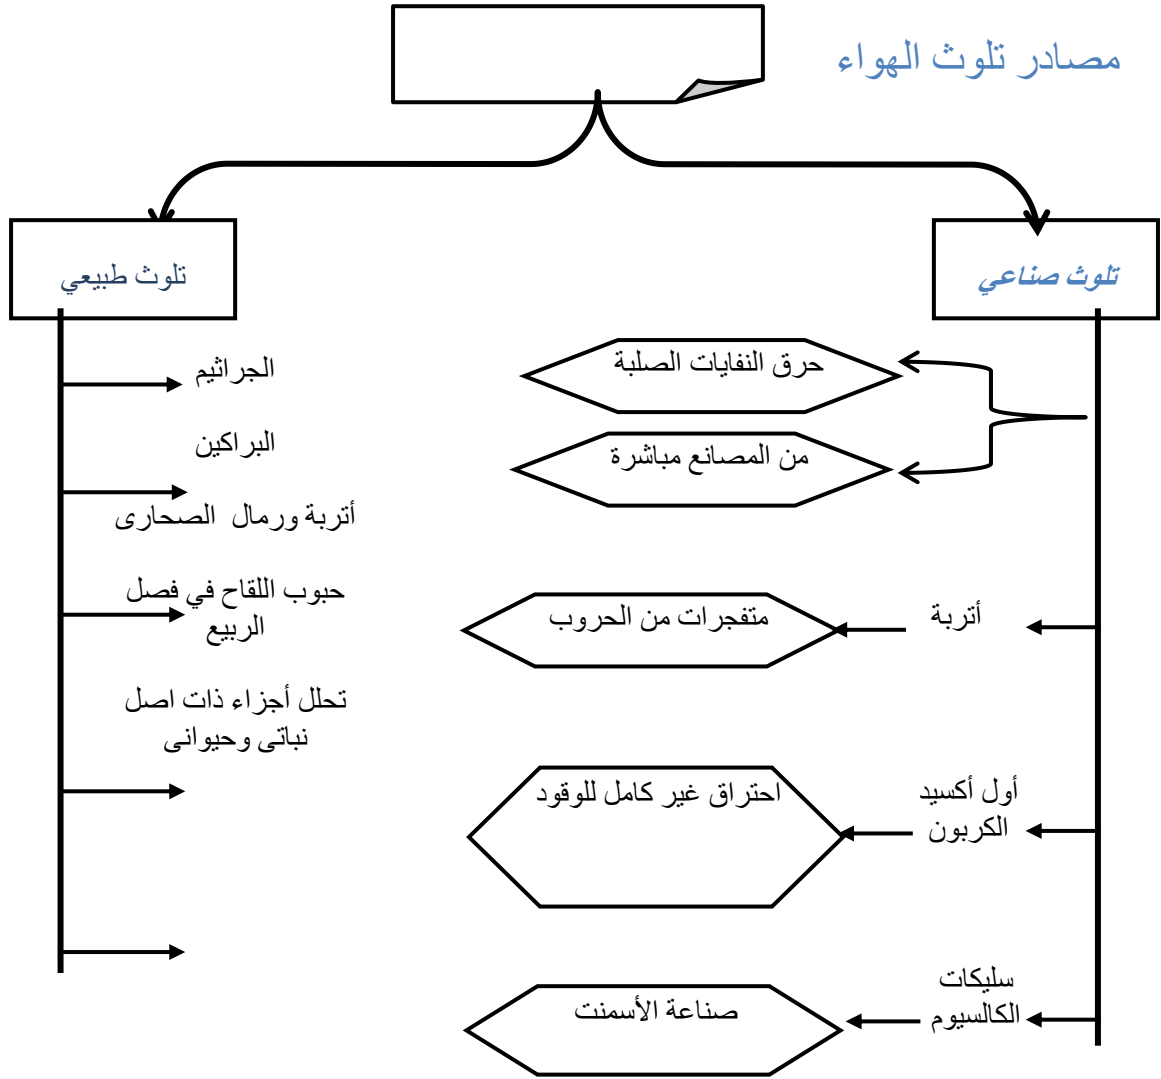 مصادر تلوث الهواء
تلوث صناعي
تلوث طبيعي
حرق النفايات الصلبة
من المصانع مباشرة
أتربة
متفجرات من الحروب
أول أكسيد
الكربون
احتراق غير كامل للوقود
سليكات
الكالسيوم
صناعة الأسمنت
الجراثيم
البراكين
أتربة ورمال الصحارى
حبوب اللقاح في فصل
الربيع
تحلل أجزاء ذات اصل
نباتى وحيوانى